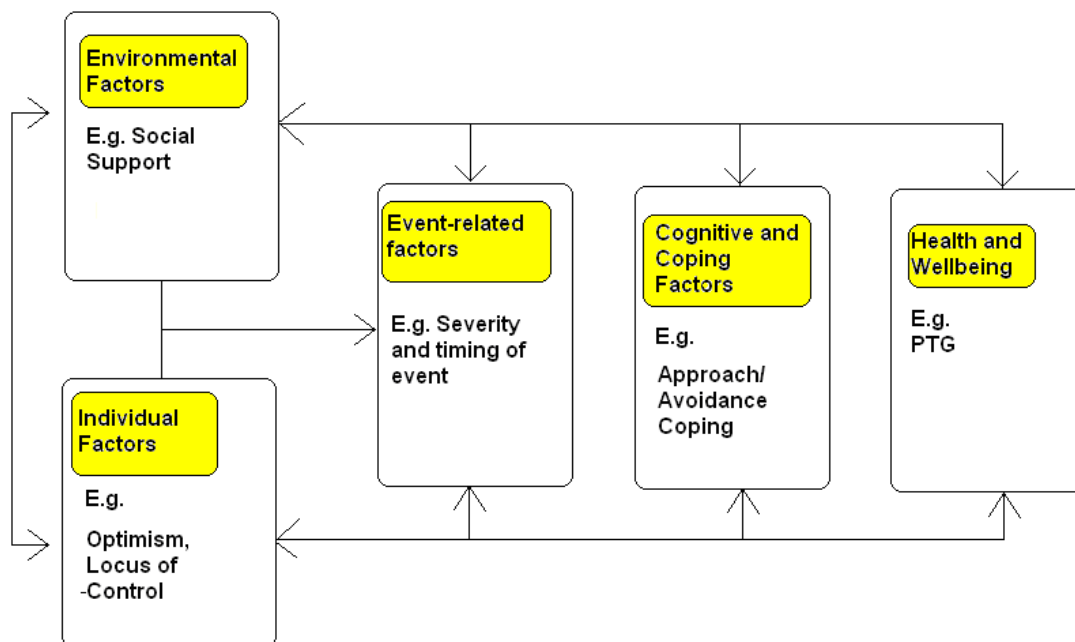 Environmental
Factors
E.g. Social
Support
Event-related
factors
E.g. Severity
and timing of
event
Cognitive and
Coping
Factors
E.g.
Approach/
Avoidance
Coping
Health and
Wellbeing
E.g.
PTG
Individual
Factors
E.g.
Optimism,
Locus of
-Control